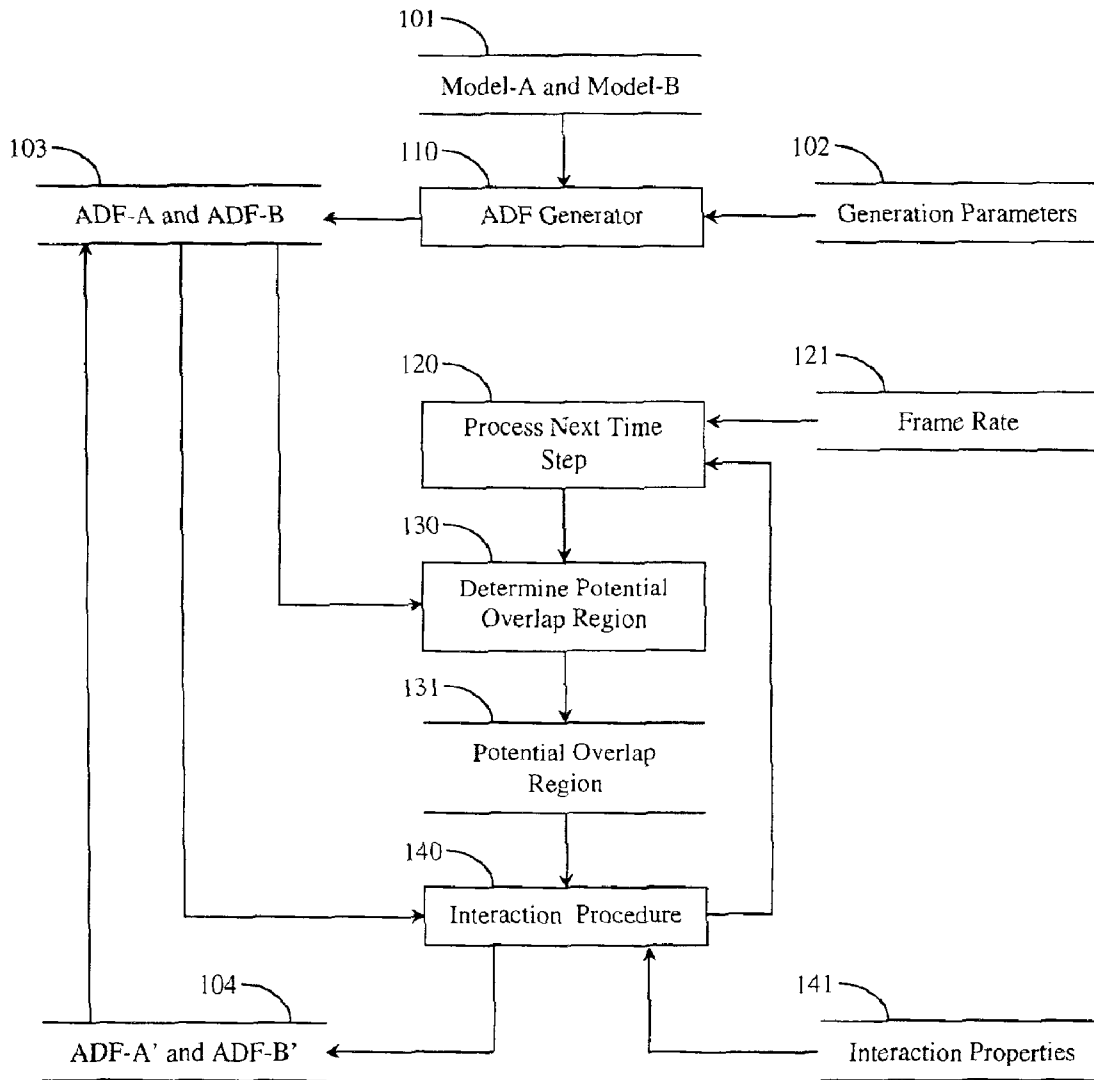 101
Model-A and Model-B
103
110
102
ADF-A and ADF-B
ADF Generator
Generation Parameters
120
121
Process Next Time
Step
Frame Rate
130
Determine Potential
Overlap Region
131
Potential Overlap
Region
140
Interaction Procedure
104
141
ADF-A' and ADF-B'
Interaction Properties